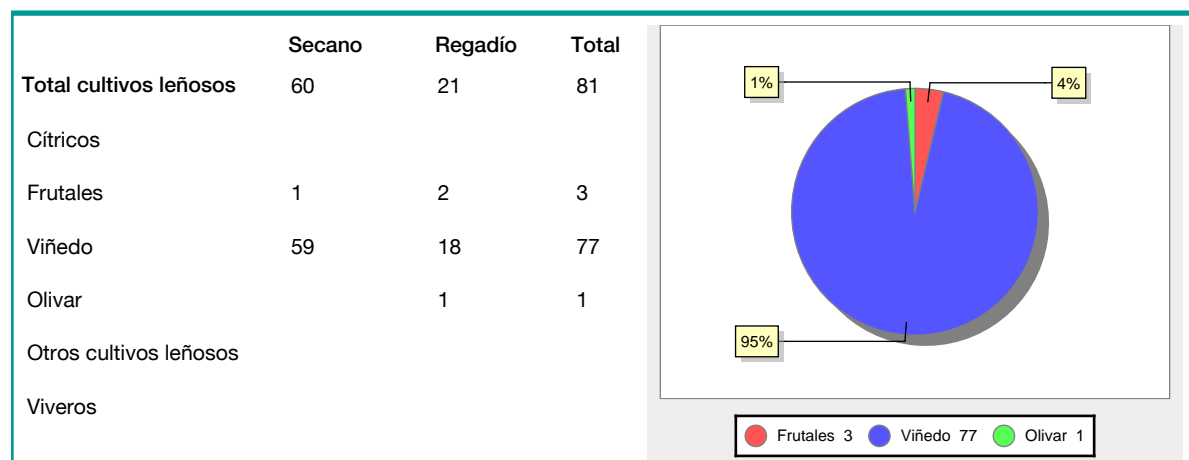 Secano Regadío Total
Total cultivos leñosos 60 21 81
Cítricos
Frutales 1 2 3
Viñedo 59 18 77
Olivar 1 1
Otros cultivos leñosos
Viveros
1% 4%
95%
Frutales 3 Viñedo 77 Olivar 1